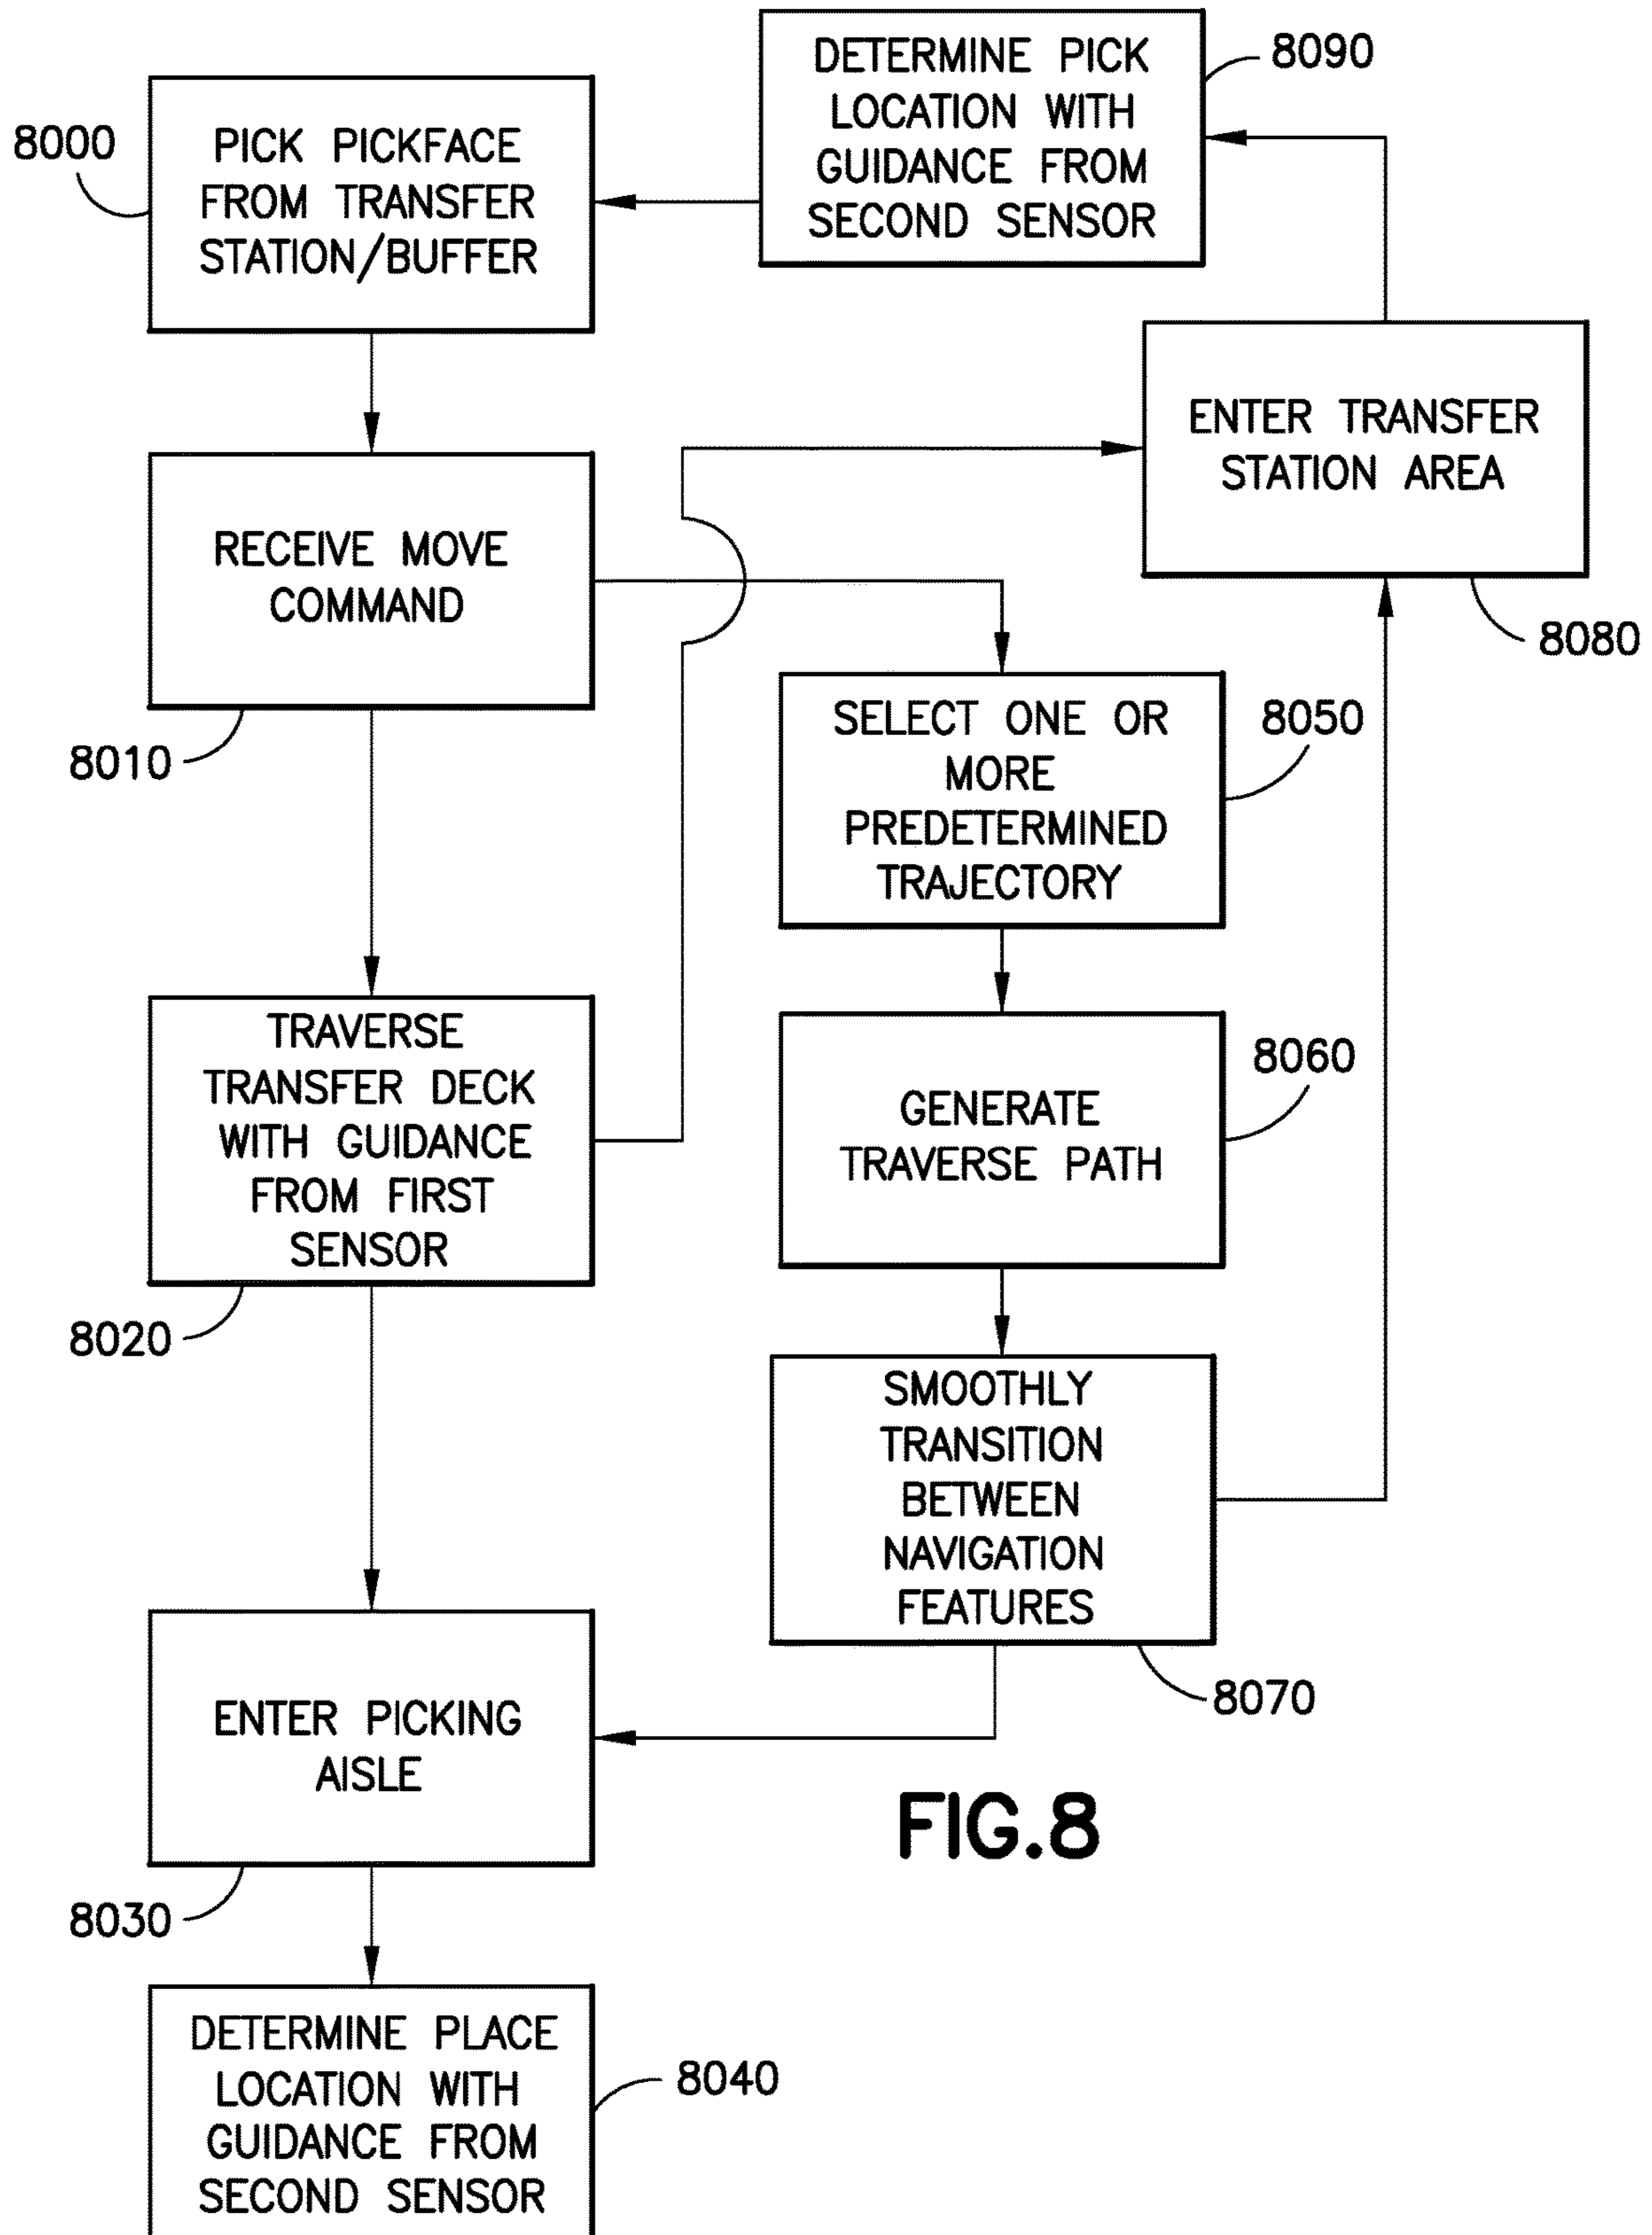 8000
PICK PICKFACE
FROM TRANSFER
STATION/BUFFER
DETERMINE PICK
LOCATION WITH
GUIDANCE FROM
SECOND SENSOR
8090
RECEIVE MOVE
COMMAND
8010
ENTER TRANSFER
STATION AREA
8080
SELECT ONE OR
MORE
PREDETERMINED
TRAJECTORY
8050
TRAVERSE
TRANSFER DECK
WITH GUIDANCE
FROM FIRST
SENSOR
8020
GENERATE
TRAVERSE PATH
8060
SMOOTHLY
TRANSITION
BETWEEN
NAVIGATION
FEATURES
8070
ENTER PICKING
AISLE
8030
FIG.8
DETERMINE PLACE
LOCATION WITH
GUIDANCE FROM
SECOND SENSOR
8040